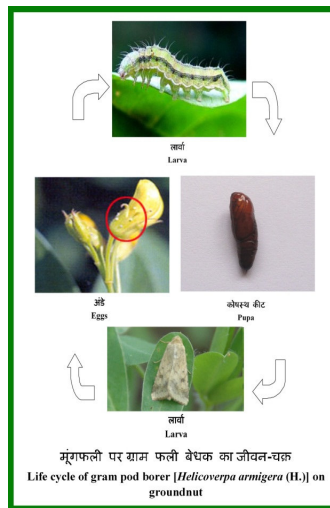 लार्वा
Larva
अंडे
Eggs
कोषस्थ कीट
Pupa
लार्वा
Larva
मूंगफली पर ग्राम फली बेधक का जीवन-चक्र
Life cycle of gram pod borer [Helicoverpa armigera (H.)] on
groundnut